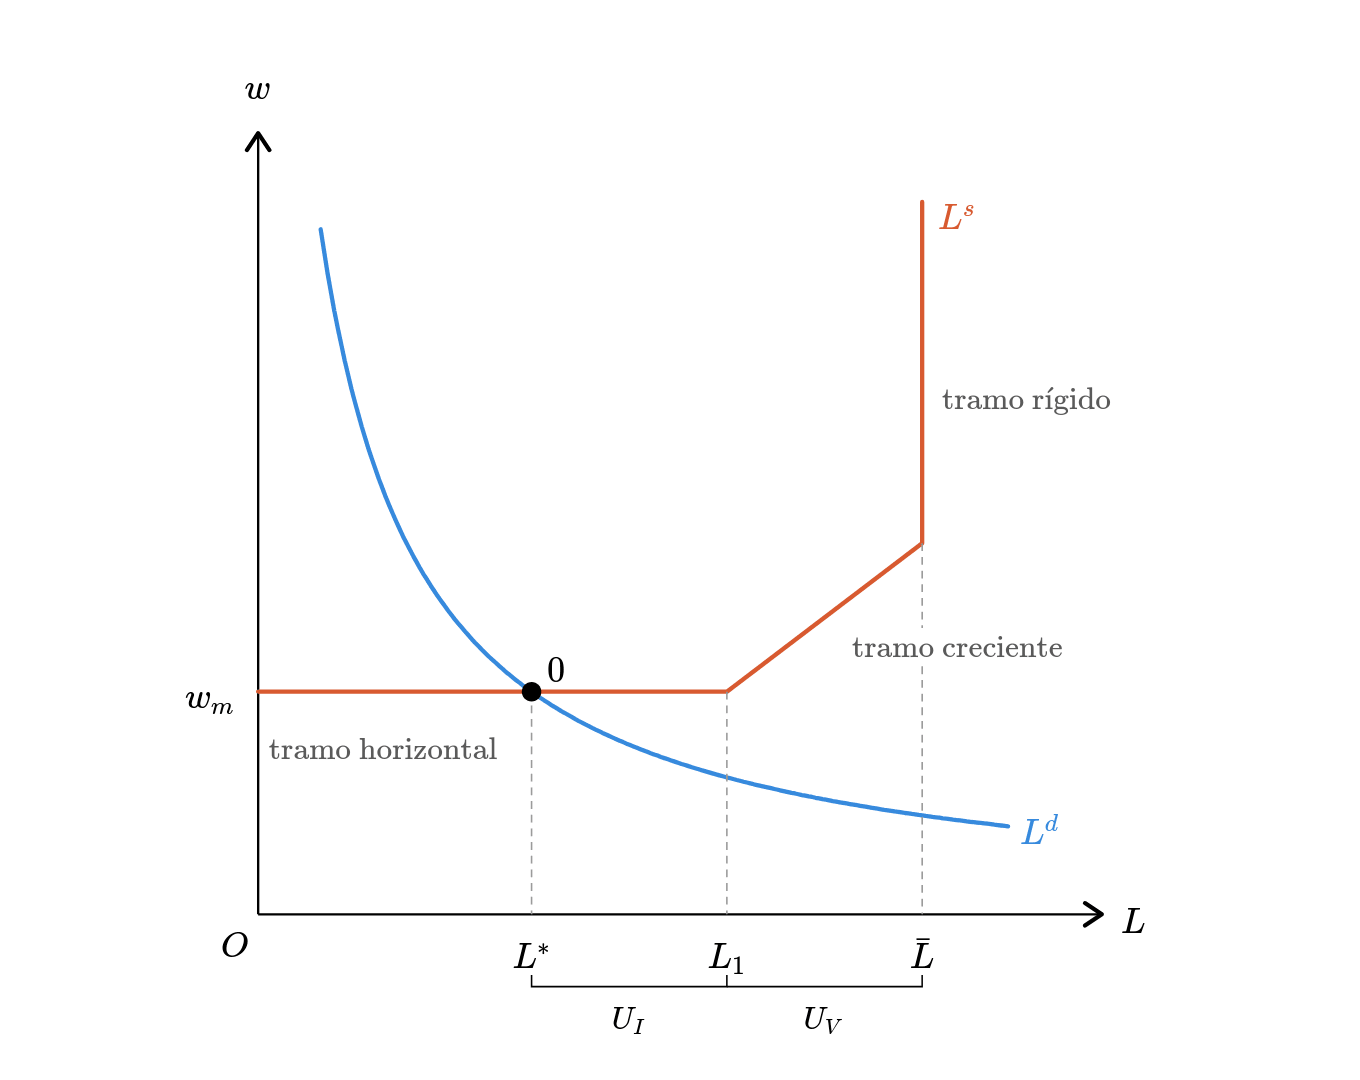 w
L^s
tramo rígido
0
tramo creciente
w_m
tramo horizontal
L^d
L
O
L^* L_1 L̄
U_I U_V